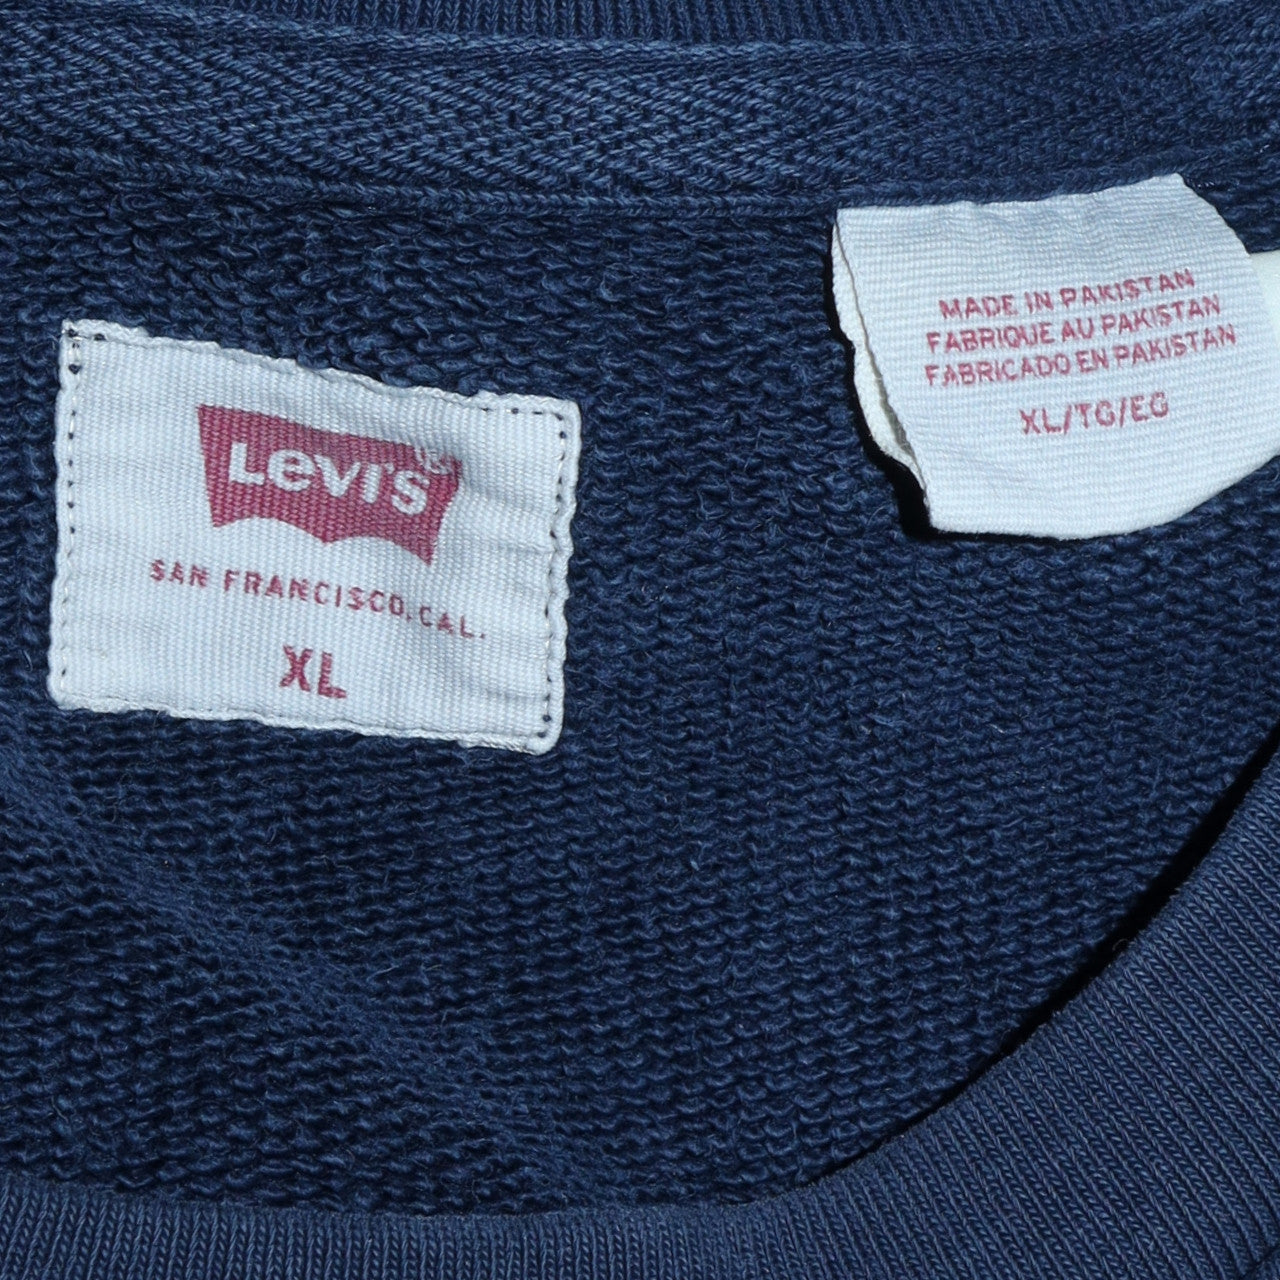 Levi's®
SAN FRANCISCO, CAL.
XL
MADE IN PAKISTAN
FABRIQUE AU PAKISTAN
FABRICADO EN PAKISTAN
XL/TG/EG